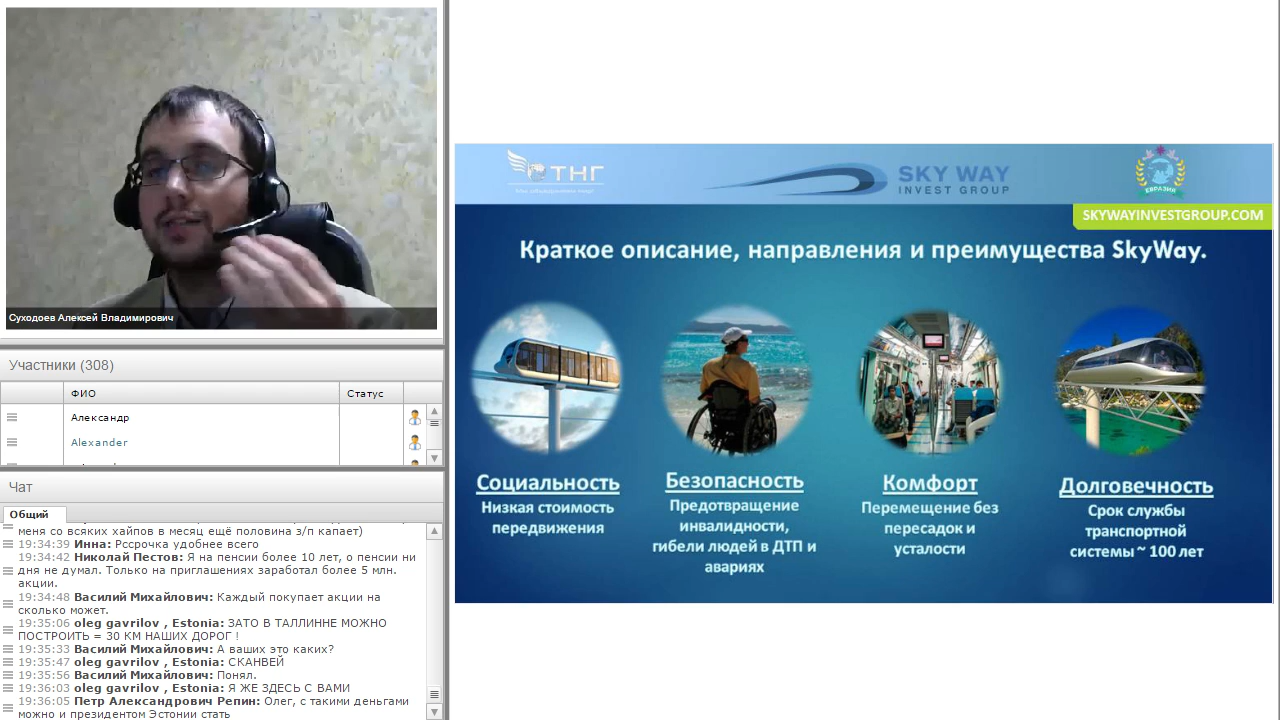 Суходоев Алексей Владимирович
Участники (308)
ФИО
Статус
Александр
Alexander
Чат
Общий
меня со всяких хайпов в месяц ещё половина з/п капает)
19:34:39 Инна: Рссрочка удобнее всего
19:34:42 Николай Пестов: Я на пенсии более 10 лет, о пенсии ни
дня не думал. Только на приглашениях заработал более 5 млн.
акции.
19:34:48 Василий Михайлович: Каждый покупает акции на
сколько может.
19:35:06 oleg gavrilov , Estonia: ЗАТО В ТАЛЛИННЕ МОЖНО
ПОСТРОИТЬ = 30 КМ НАШИХ ДОРОГ !
19:35:33 Василий Михайлович: А ваших это каких?
19:35:47 oleg gavrilov , Estonia: СКАНВЕЙ
19:35:56 Василий Михайлович: Понял.
19:36:03 oleg gavrilov , Estonia: Я ЖЕ ЗДЕСЬ С ВАМИ
19:36:05 Петр Александрович Репин: Олег, с такими деньгами
можно и президентом Эстонии стать
ТНГ
SKY WAY
INVEST GROUP
ЕВРАЗИЯ
SKYWAYINVESTGROUP.COM
Краткое описание, направления и преимущества SkyWay.
Социальность
Низкая стоимость
передвижения
Безопасность
Предотвращение
инвалидности,
гибели людей в ДТП и
авариях
Комфорт
Перемещение без
пересадок и
усталости
Долговечность
Срок службы
транспортной
системы ~ 100 лет